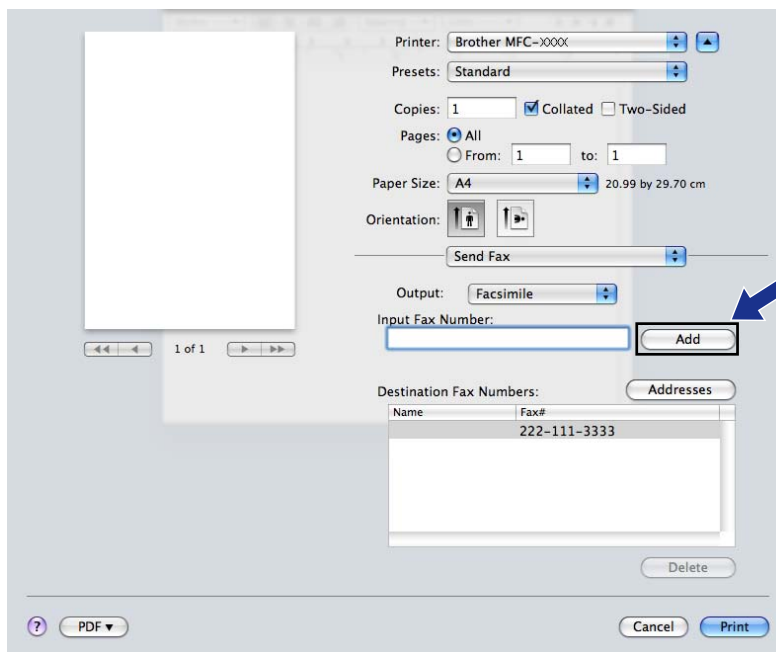 Printer: Brother MFC-XXXX
Presets: Standard
Copies: 1 Collated Two-Sided
Pages: All
From: 1 to: 1
Paper Size: A4 20.99 by 29.70 cm
Orientation:
Send Fax
Output: Facsimile
Input Fax Number:
Add
1 of 1
Destination Fax Numbers: Addresses
Name Fax#
222-111-3333
Delete
? PDF Cancel Print